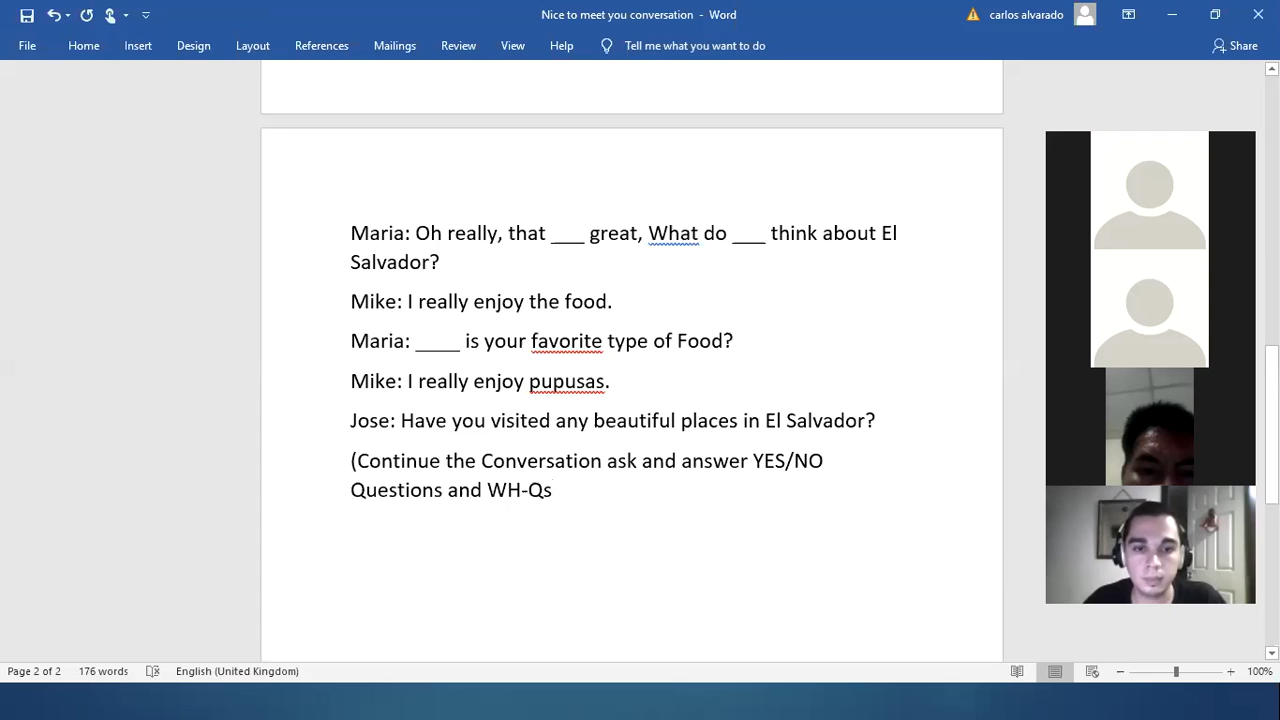 Nice to meet you conversation - Word
carlos alvarado
File Home Insert Design Layout References Mailings Review View Help Tell me what you want to do Share
Maria: Oh really, that ___ great, What do ___ think about El
Salvador?
Mike: I really enjoy the food.
Maria: ____ is your favorite type of Food?
Mike: I really enjoy pupusas.
Jose: Have you visited any beautiful places in El Salvador?
(Continue the Conversation ask and answer YES/NO
Questions and WH-Qs
Page 2 of 2 176 words English (United Kingdom) 100%